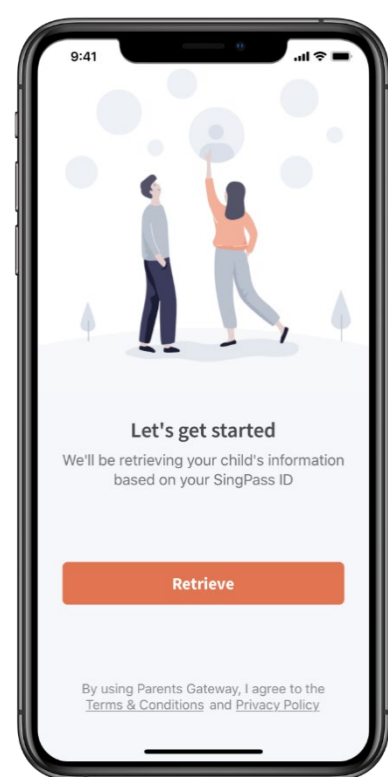 9:41
Let's get started
We'll be retrieving your child's information
based on your SingPass ID
Retrieve
By using Parents Gateway, I agree to the
Terms & Conditions and Privacy Policy